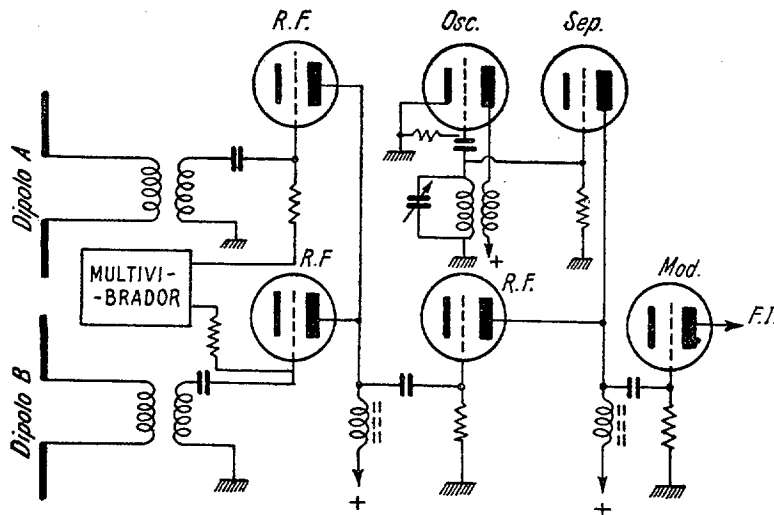 R.F.
Osc.
Sep.
Dipolo A
MULTIVI-
-BRADOR
R.F
R.F.
Mod.
F.I.
Dipolo B
+
+
+